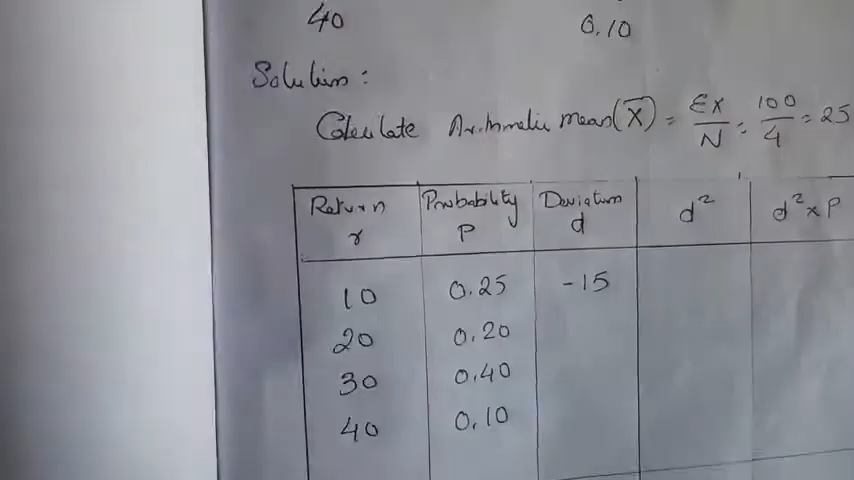 40 0.10
Solution:
Calculate Arithmetic mean (X̄) = ΣX/N = 100/4 = 25
Return r Probability P Deviation d d² d²xP
10 0.25 -15
20 0.20
30 0.40
40 0.10